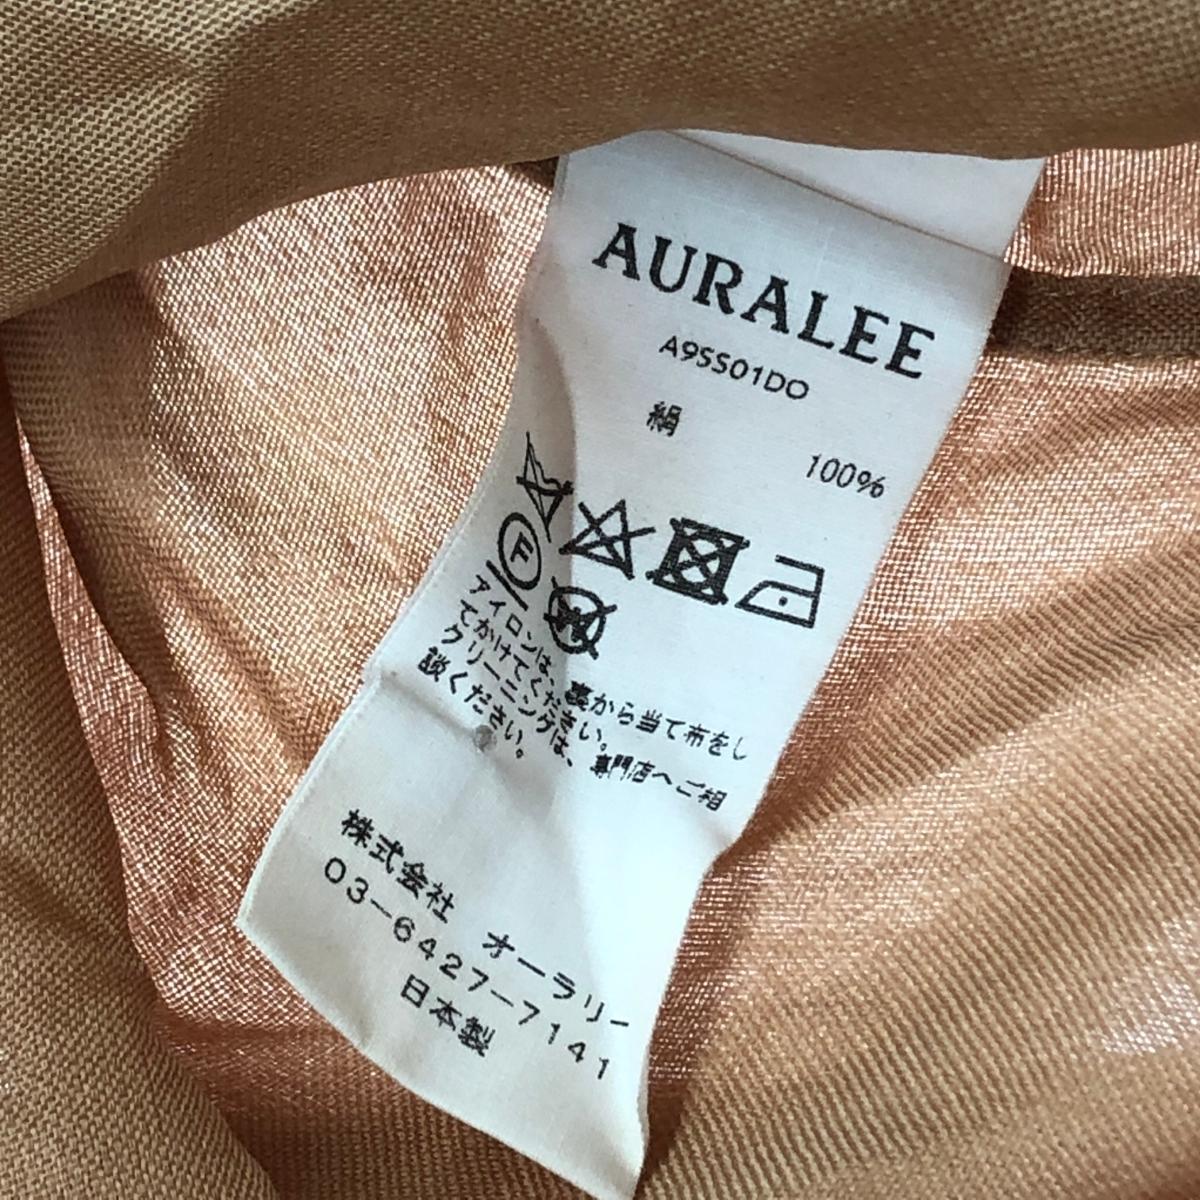 AURALEE
A9SS01DO
絹 100%
F
W
アイロンは、裏から当て布をし
てかけてください。
クリーニングは、専門店へご相
談ください。
株式会社 オーラリー
03-6427-7141
日本製